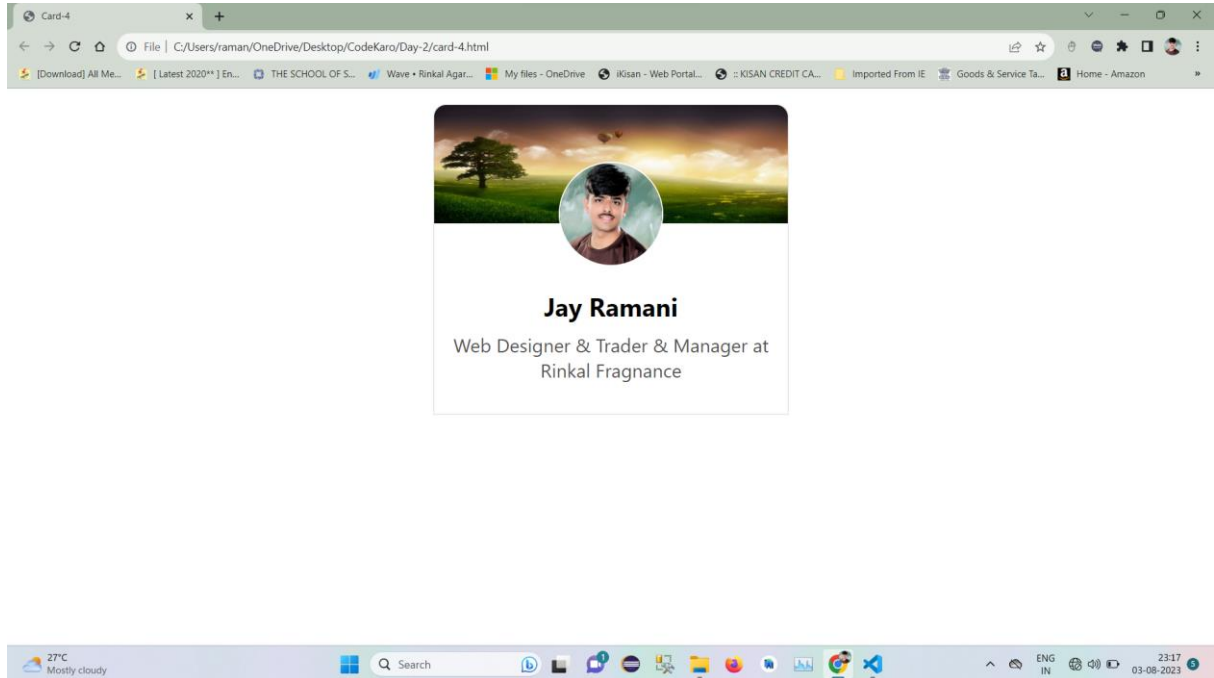 Card-4
File | C:/Users/raman/OneDrive/Desktop/CodeKaro/Day-2/card-4.html
[Download] All Me... [ Latest 2020** ] En... THE SCHOOL OF S... Wave • Rinkal Agar... My files - OneDrive iKisan - Web Portal... :: KISAN CREDIT CA... Imported From IE Goods & Service Ta... Home - Amazon »
Jay Ramani
Web Designer & Trader & Manager at
Rinkal Fragnance
27°C
Mostly cloudy
Search
1
ENG
IN
23:17
03-08-2023
5